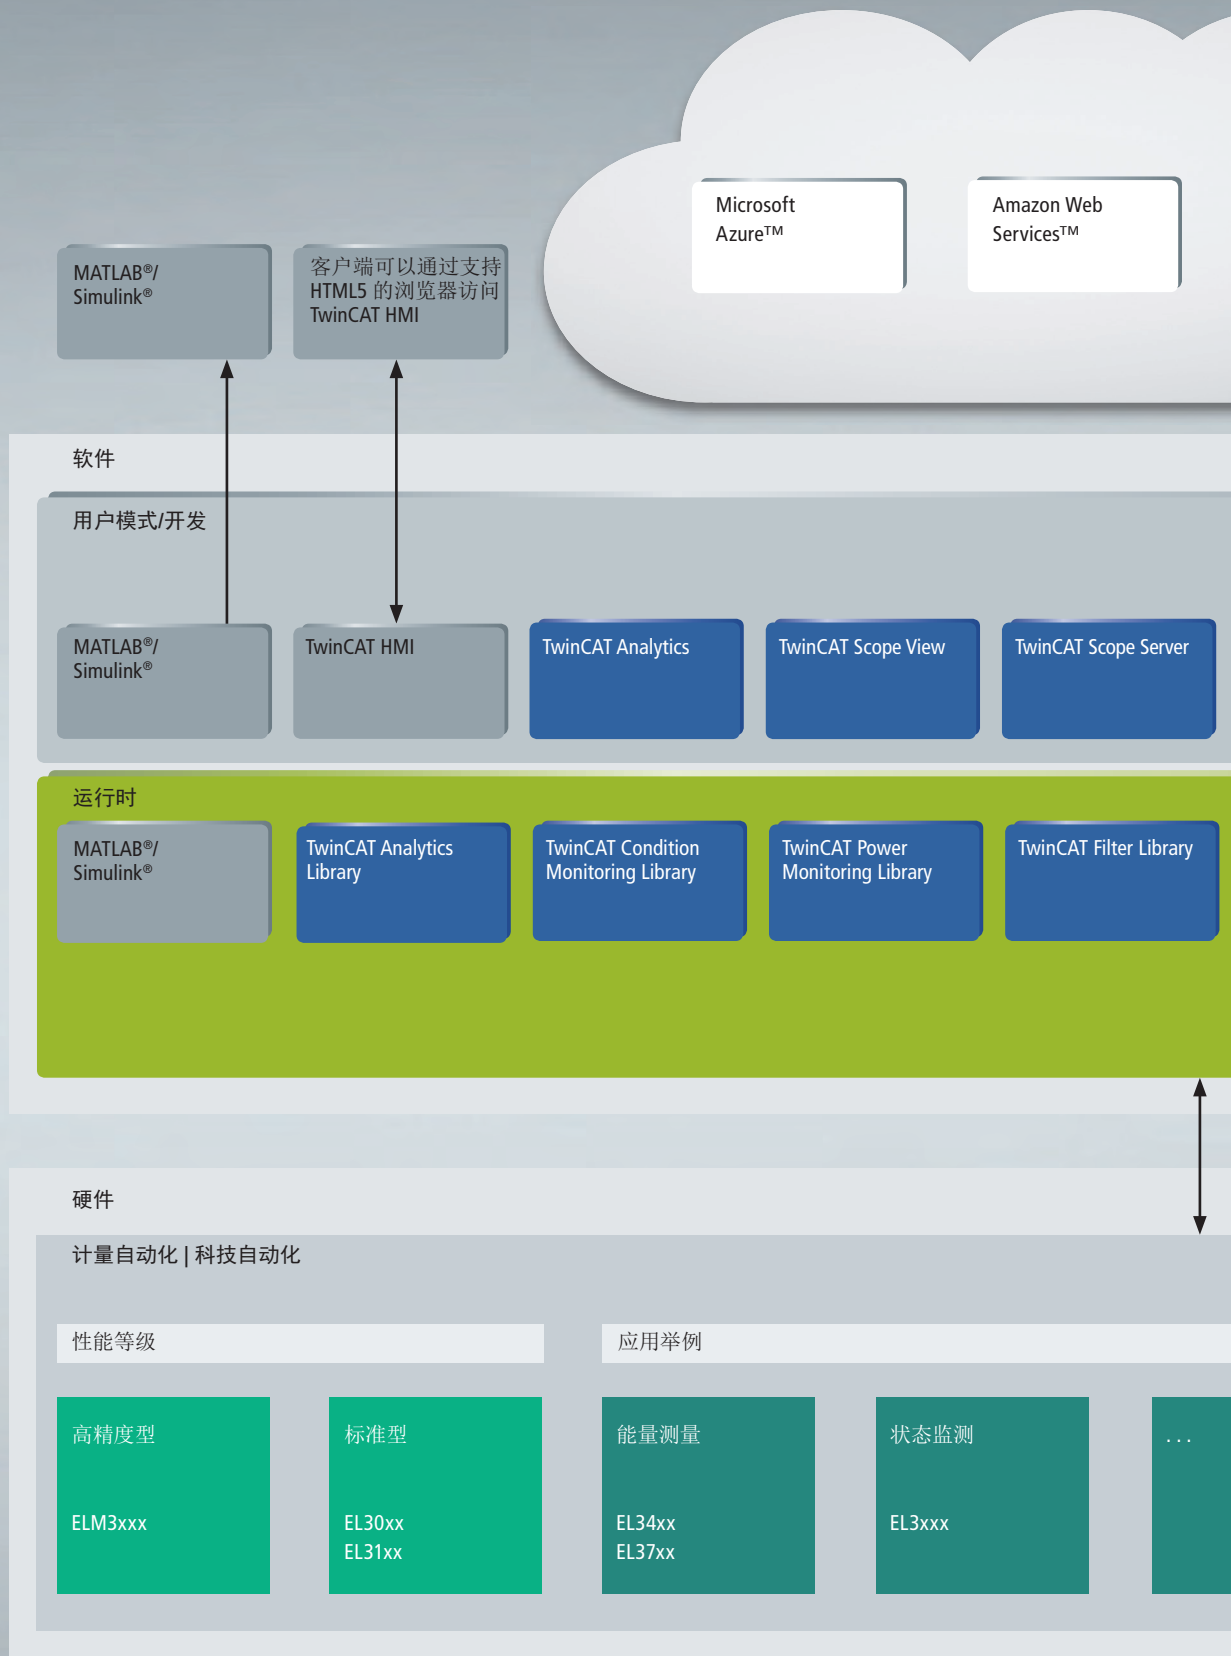 Microsoft
Azure™
Amazon Web
Services™
MATLAB®/
Simulink®
客户端可以通过支持
HTML5 的浏览器访问
TwinCAT HMI
软件
用户模式/开发
MATLAB®/
Simulink®
TwinCAT HMI
TwinCAT Analytics
TwinCAT Scope View
TwinCAT Scope Server
运行时
MATLAB®/
Simulink®
TwinCAT Analytics
Library
TwinCAT Condition
Monitoring Library
TwinCAT Power
Monitoring Library
TwinCAT Filter Library
硬件
计量自动化 | 科技自动化
性能等级
应用举例
高精度型
ELM3xxx
标准型
EL30xx
EL31xx
能量测量
EL34xx
EL37xx
状态监测
EL3xxx
...